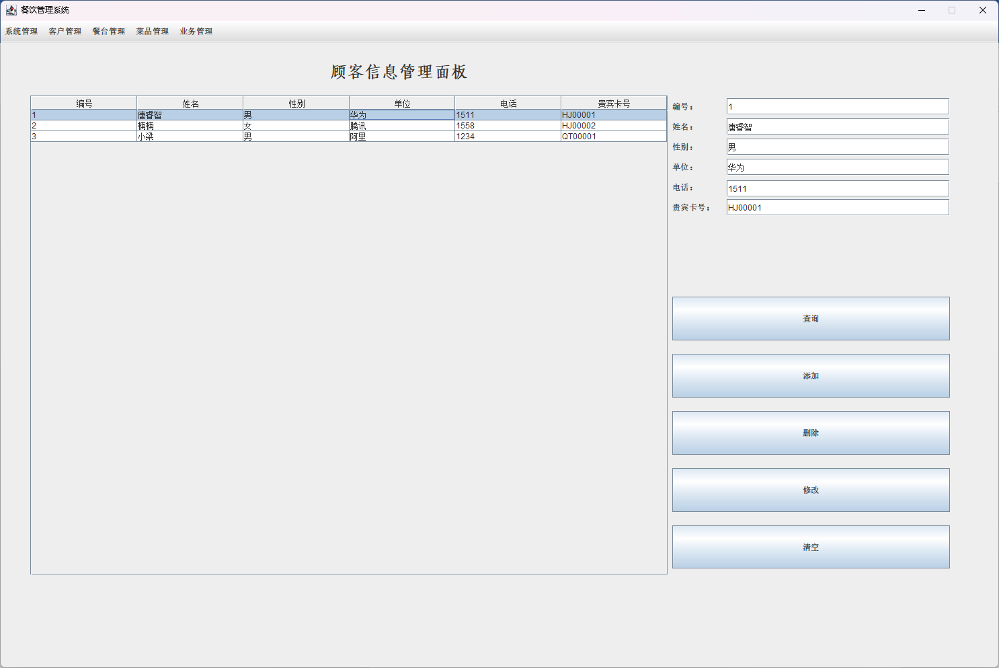 餐饮管理系统
系统管理 客户管理 餐台管理 菜品管理 业务管理
顾客信息管理面板
编号 姓名 性别 单位 电话 贵宾卡号
1 唐睿智 男 华为 1511 HJ00001
2 楠楠 女 腾讯 1558 HJ00002
3 小梁 男 阿里 1234 QT00001
编号： 1
姓名： 唐睿智
性别： 男
单位： 华为
电话： 1511
贵宾卡号： HJ00001
查询
添加
删除
修改
清空